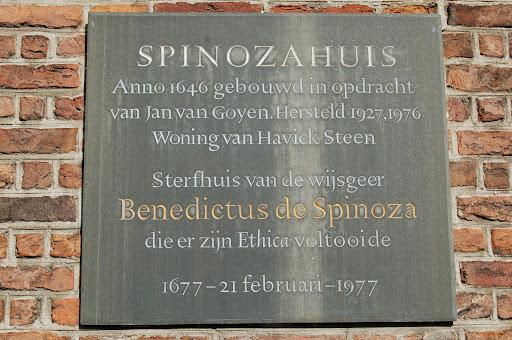 SPINOZAHUIS
Anno 1646 gebouwd in opdracht
van Jan van Goyen. Hersteld 1927, 1976
Woning van Havick Steen
Sterfhuis van de wijsgeer
Benedictus de Spinoza
die er zijn Ethica voltooide
1677 – 21 februari – 1977